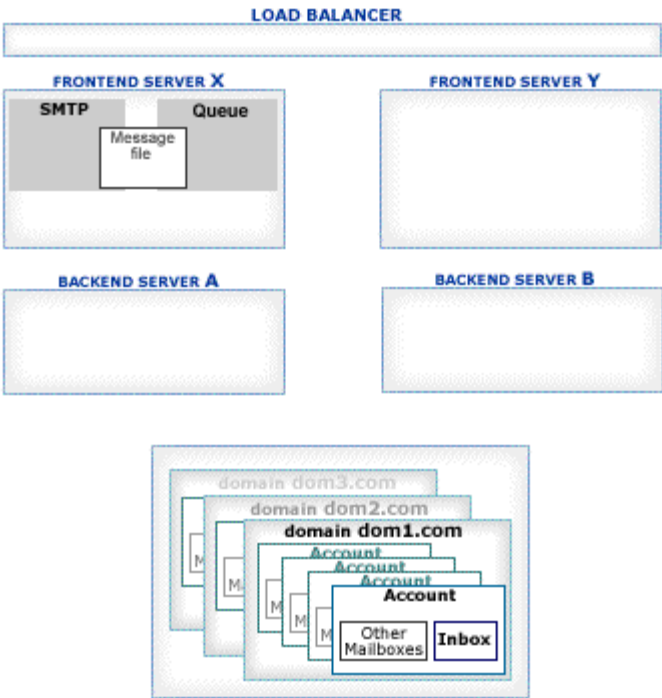 LOAD BALANCER
FRONTEND SERVER X
FRONTEND SERVER Y
SMTP
Queue
Message
file
BACKEND SERVER A
BACKEND SERVER B
domain dom3.com
domain dom2.com
domain dom1.com
Account
Account
Account
Account
M
M
M
M
M
Other
Mailboxes
Inbox